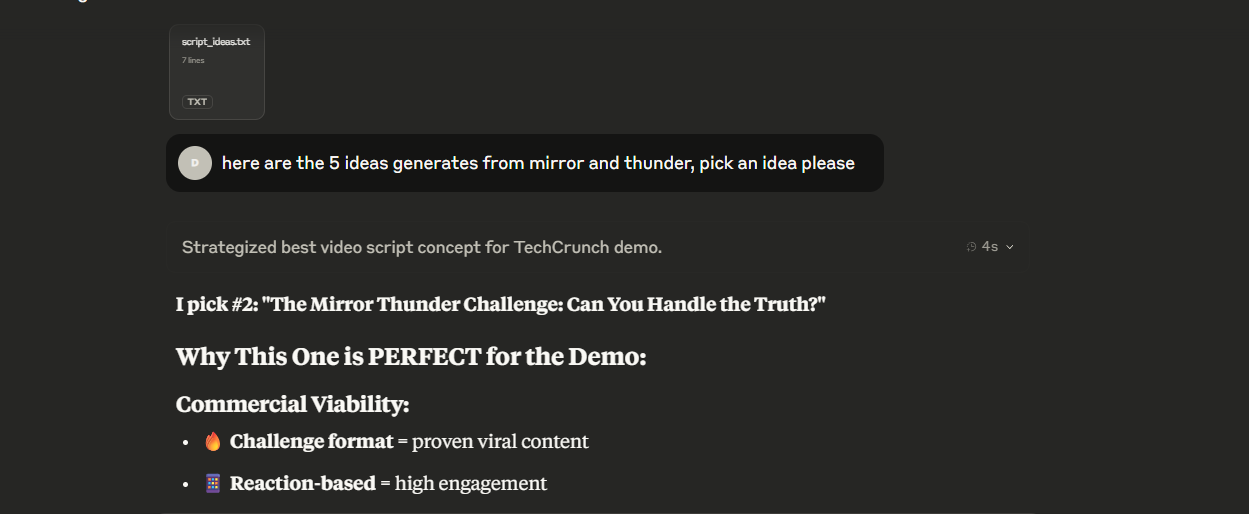 script_ideas.txt
7 lines
TXT
D
here are the 5 ideas generates from mirror and thunder, pick an idea please
Strategized best video script concept for TechCrunch demo.
4s
I pick #2: "The Mirror Thunder Challenge: Can You Handle the Truth?"
Why This One is PERFECT for the Demo:
Commercial Viability:
• 🔥 Challenge format = proven viral content
• 📱 Reaction-based = high engagement